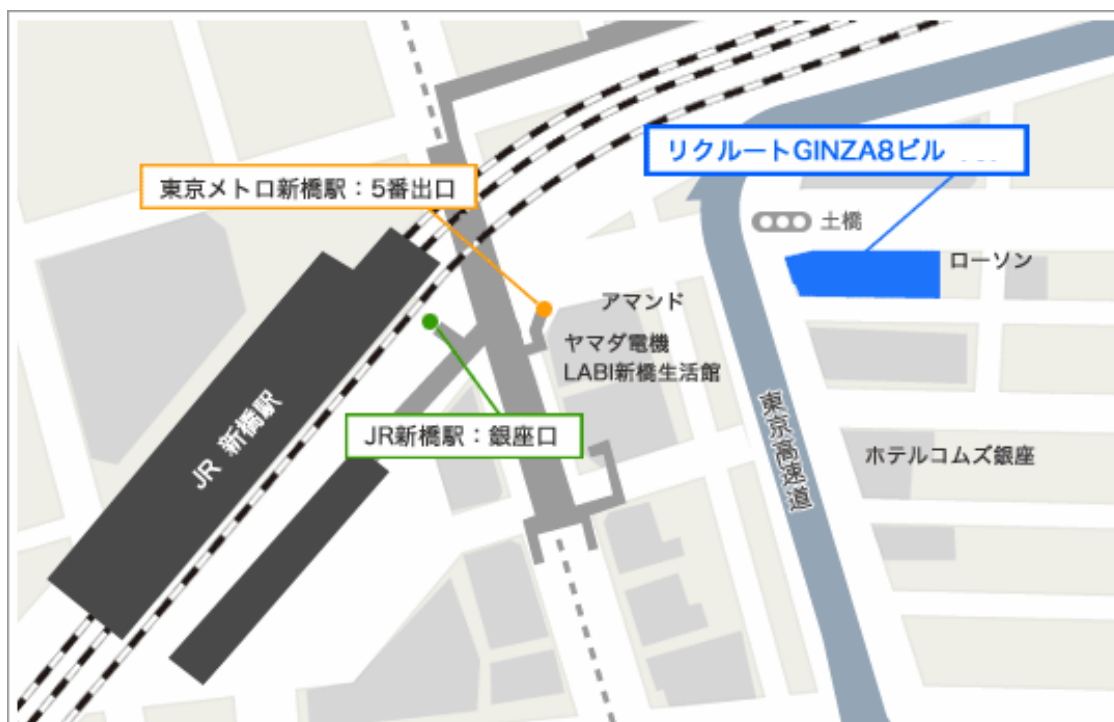 リクルートGINZA8ビル
東京メトロ新橋駅：5番出口
土橋
ローソン
アマンド
ヤマダ電機
LABI新橋生活館
JR 新橋駅
JR新橋駅：銀座口
東京高速道
ホテルコムズ銀座